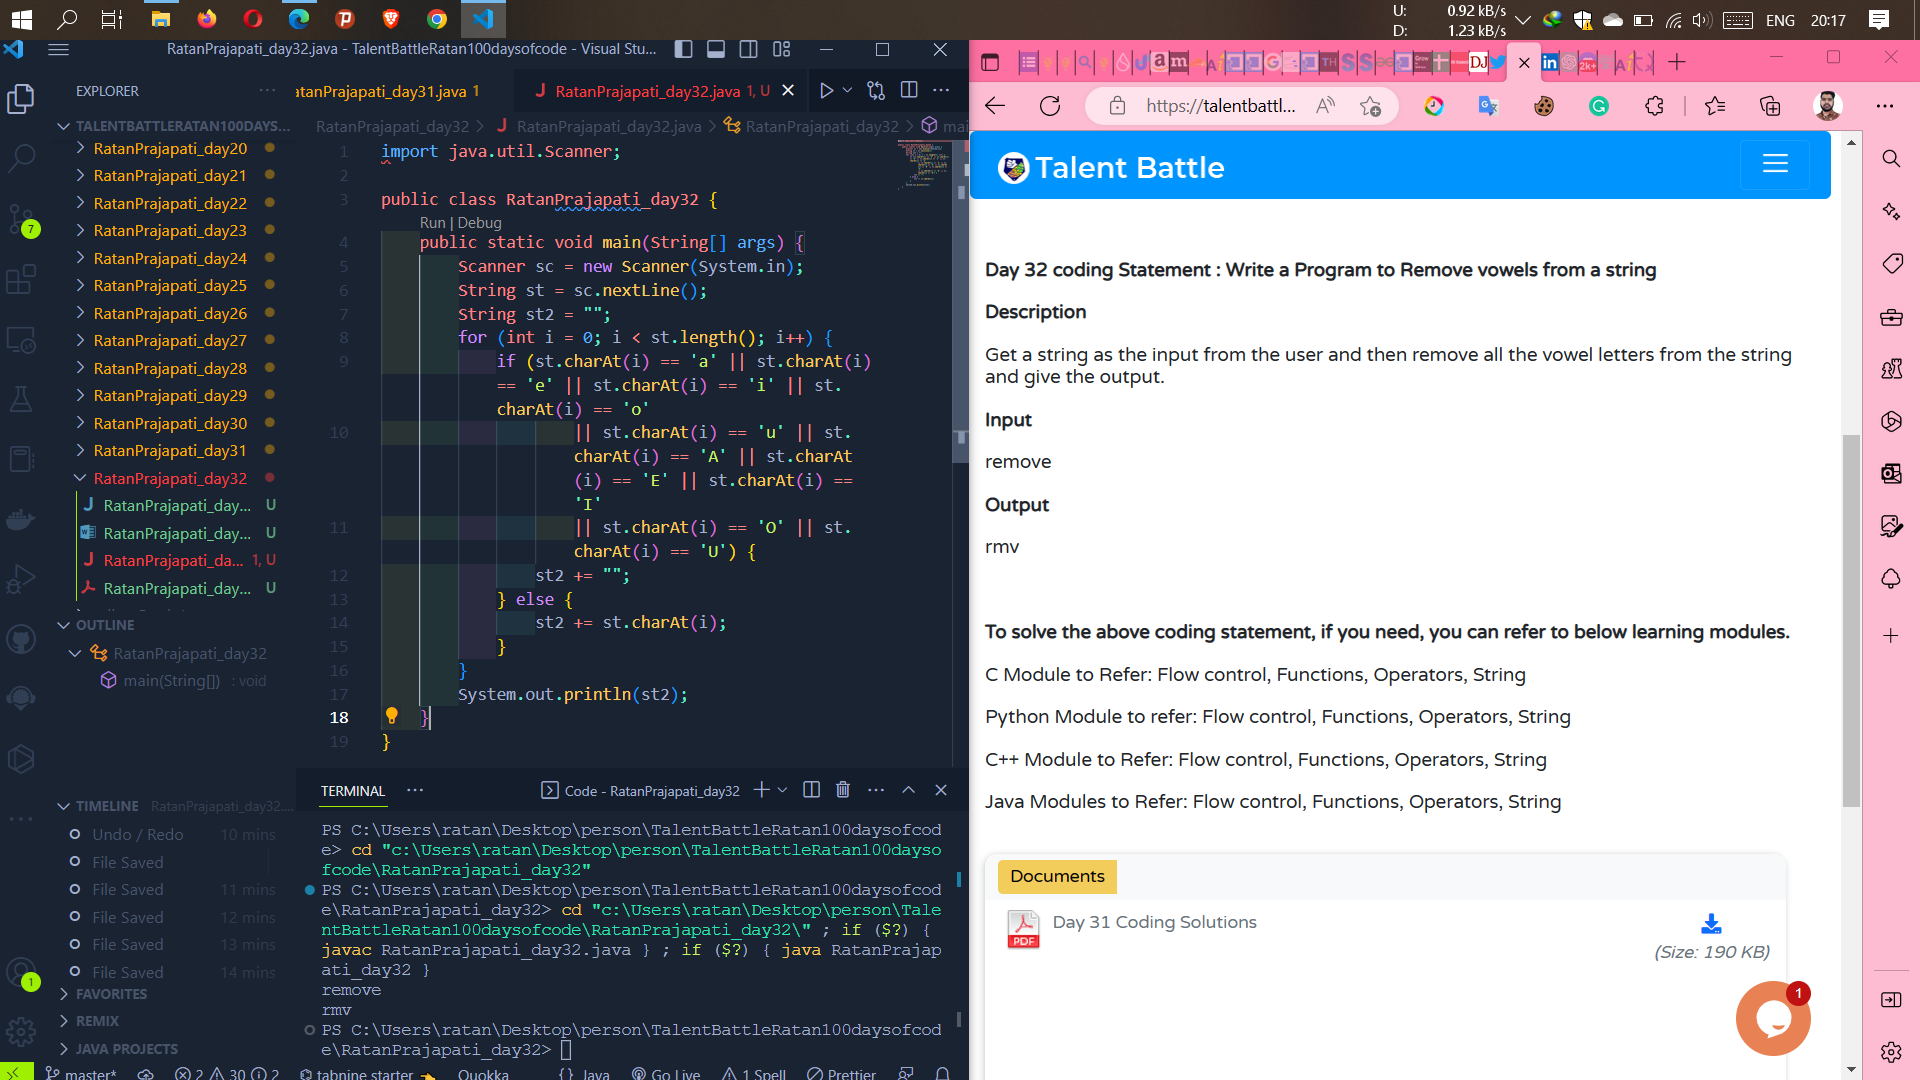 U: 0.92 kB/s
D: 1.23 kB/s
ENG 20:17
RatanPrajapati_day32.java - TalentBattleRatan100daysofcode - Visual Stu...
EXPLORER
atanPrajapati_day31.java 1
RatanPrajapati_day32.java 1, U
TALENTBATTLERATAN100DAYS...
RatanPrajapati_day32 > RatanPrajapati_day32.java > RatanPrajapati_day32 > mai
RatanPrajapati_day20
RatanPrajapati_day21
RatanPrajapati_day22
RatanPrajapati_day23
RatanPrajapati_day24
RatanPrajapati_day25
RatanPrajapati_day26
RatanPrajapati_day27
RatanPrajapati_day28
RatanPrajapati_day29
RatanPrajapati_day30
RatanPrajapati_day31
RatanPrajapati_day32
RatanPrajapati_day... U
RatanPrajapati_day... U
RatanPrajapati_da... 1, U
RatanPrajapati_day... U
OUTLINE
RatanPrajapati_day32
main(String[]) : void
TIMELINE RatanPrajapati_day32....
Undo / Redo 10 mins
File Saved
File Saved 11 mins
File Saved 12 mins
File Saved 13 mins
File Saved 14 mins
FAVORITES
REMIX
JAVA PROJECTS
7
1
1 import java.util.Scanner;
2
3 public class RatanPrajapati_day32 {
Run | Debug
4 public static void main(String[] args) {
5 Scanner sc = new Scanner(System.in);
6 String st = sc.nextLine();
7 String st2 = "";
8 for (int i = 0; i < st.length(); i++) {
9 if (st.charAt(i) == 'a' || st.charAt(i)
== 'e' || st.charAt(i) == 'i' || st.
charAt(i) == 'o'
10 || st.charAt(i) == 'u' || st.
charAt(i) == 'A' || st.charAt
(i) == 'E' || st.charAt(i) ==
'I'
11 || st.charAt(i) == 'O' || st.
charAt(i) == 'U') {
12 st2 += "";
13 } else {
14 st2 += st.charAt(i);
15 }
16 }
17 System.out.println(st2);
18 }
19 }
TERMINAL
Code - RatanPrajapati_day32
PS C:\Users\ratan\Desktop\person\TalentBattleRatan100daysofcod
e> cd "c:\Users\ratan\Desktop\person\TalentBattleRatan100dayso
fcode\RatanPrajapati_day32"
PS C:\Users\ratan\Desktop\person\TalentBattleRatan100daysofcod
e\RatanPrajapati_day32> cd "c:\Users\ratan\Desktop\person\Tale
ntBattleRatan100daysofcode\RatanPrajapati_day32\" ; if ($?) {
javac RatanPrajapati_day32.java } ; if ($?) { java RatanPrajap
ati_day32 }
remove
rmv
PS C:\Users\ratan\Desktop\person\TalentBattleRatan100daysofcod
e\RatanPrajapati_day32>
master* 2 30 2 tabnine starter Quokka {} Java Go Live 1 Spell Prettier
https://talentbattl...
Talent Battle
Day 32 coding Statement : Write a Program to Remove vowels from a string
Description
Get a string as the input from the user and then remove all the vowel letters from the string
and give the output.
Input
remove
Output
rmv
To solve the above coding statement, if you need, you can refer to below learning modules.
C Module to Refer: Flow control, Functions, Operators, String
Python Module to refer: Flow control, Functions, Operators, String
C++ Module to Refer: Flow control, Functions, Operators, String
Java Modules to Refer: Flow control, Functions, Operators, String
Documents
PDF
Day 31 Coding Solutions
(Size: 190 KB)
1